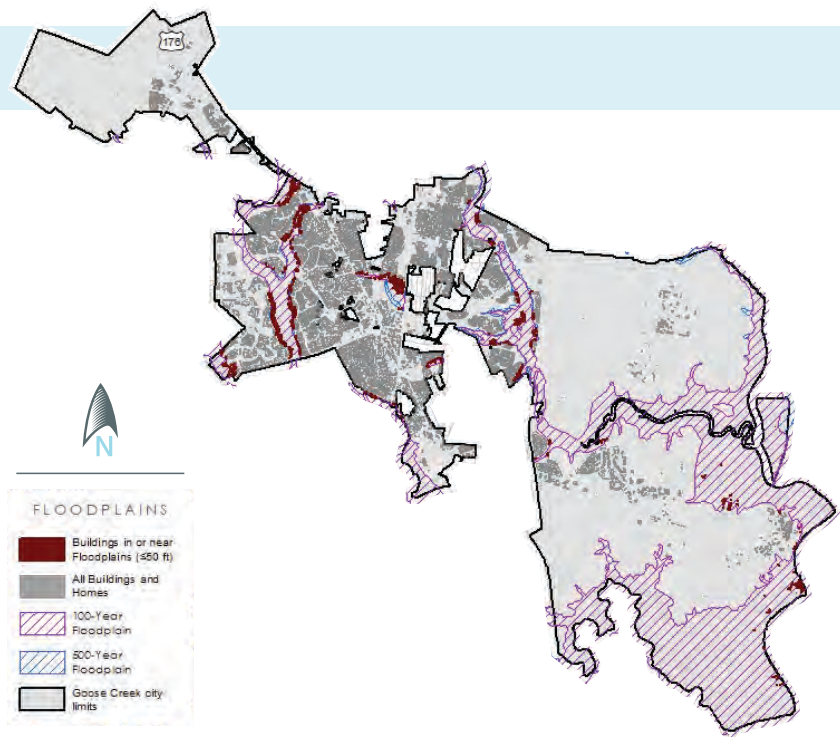 176
N
FLOODPLAINS
Buildings in or near
Floodplains (≤50 ft)
All Buildings and
Homes
100-Year
Floodplain
500-Year
Floodplain
Goose Creek city
limits